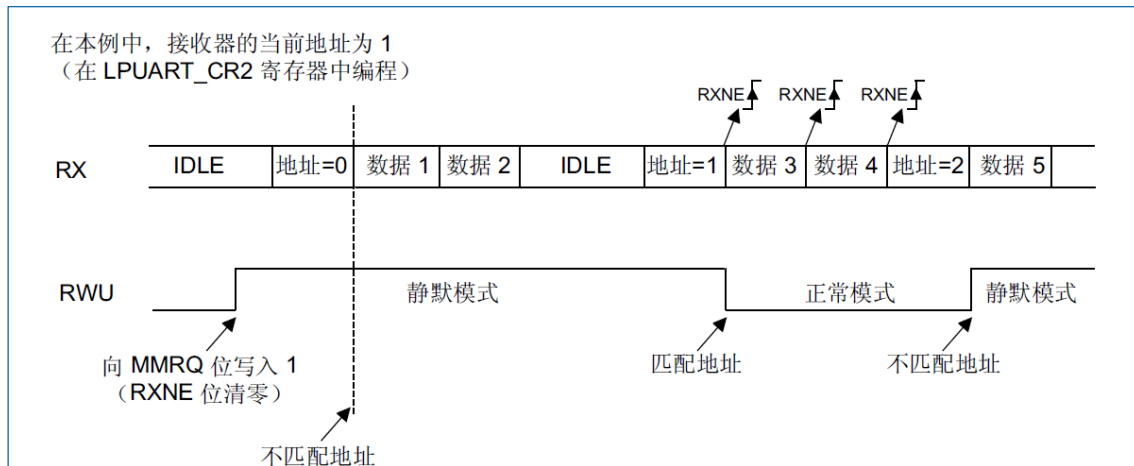 在本例中，接收器的当前地址为 1
（在 LPUART_CR2 寄存器中编程）
RXNE RXNE RXNE
RX IDLE 地址=0 数据 1 数据 2 IDLE 地址=1 数据 3 数据 4 地址=2 数据 5
RWU 静默模式 正常模式 静默模式
向 MMRQ 位写入 1 匹配地址 不匹配地址
（RXNE 位清零）
不匹配地址